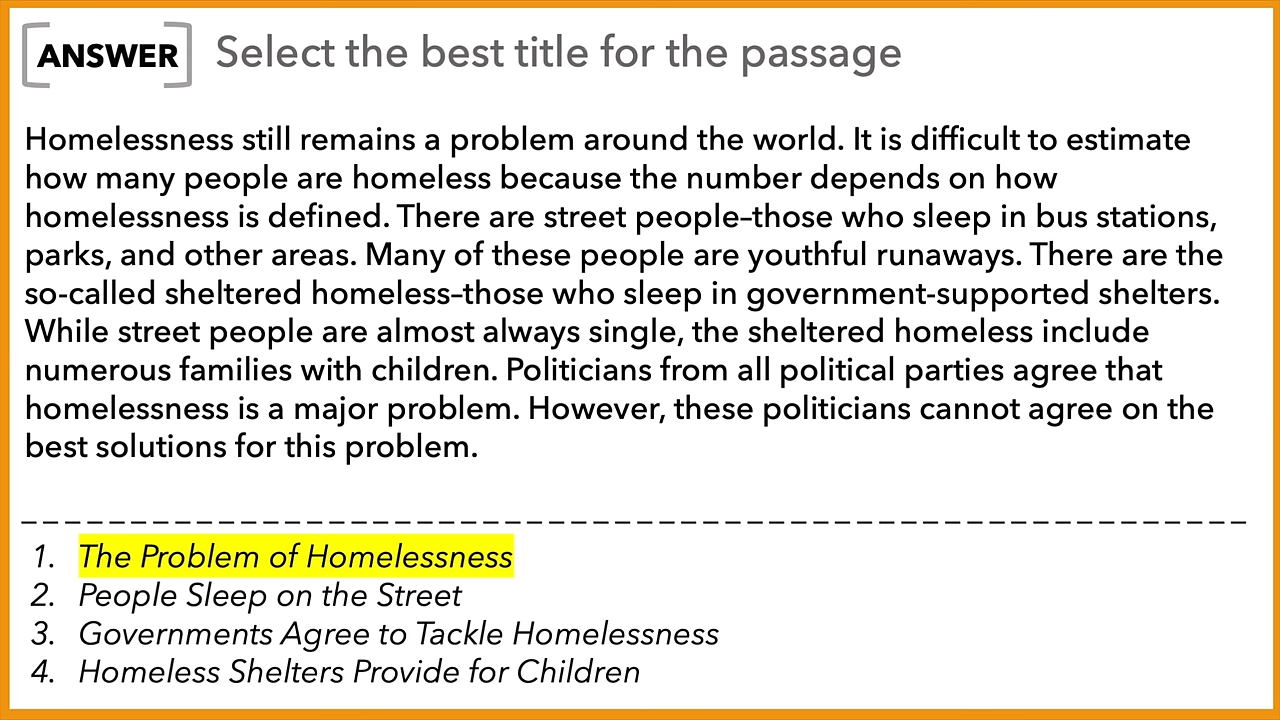 [ANSWER] Select the best title for the passage
Homelessness still remains a problem around the world. It is difficult to estimate
how many people are homeless because the number depends on how
homelessness is defined. There are street people–those who sleep in bus stations,
parks, and other areas. Many of these people are youthful runaways. There are the
so-called sheltered homeless–those who sleep in government-supported shelters.
While street people are almost always single, the sheltered homeless include
numerous families with children. Politicians from all political parties agree that
homelessness is a major problem. However, these politicians cannot agree on the
best solutions for this problem.
1. The Problem of Homelessness
2. People Sleep on the Street
3. Governments Agree to Tackle Homelessness
4. Homeless Shelters Provide for Children